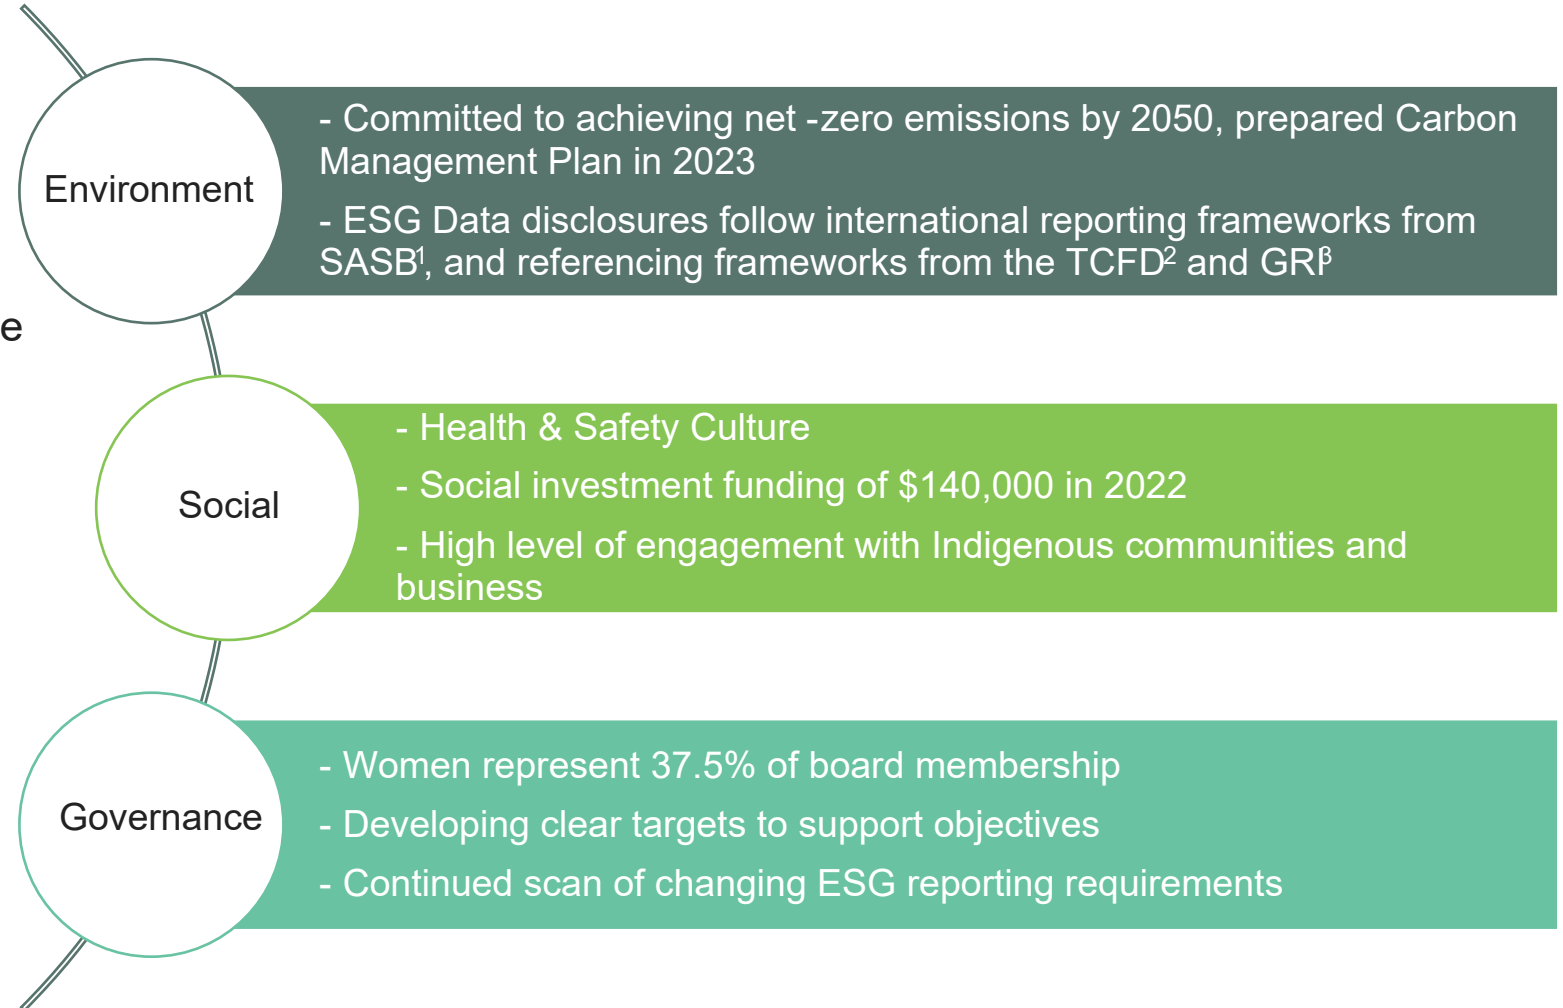 Environment
- Committed to achieving net -zero emissions by 2050, prepared Carbon
Management Plan in 2023
- ESG Data disclosures follow international reporting frameworks from
SASB¹, and referencing frameworks from the TCFD² and GRI³
e
Social
- Health & Safety Culture
- Social investment funding of $140,000 in 2022
- High level of engagement with Indigenous communities and
business
Governance
- Women represent 37.5% of board membership
- Developing clear targets to support objectives
- Continued scan of changing ESG reporting requirements